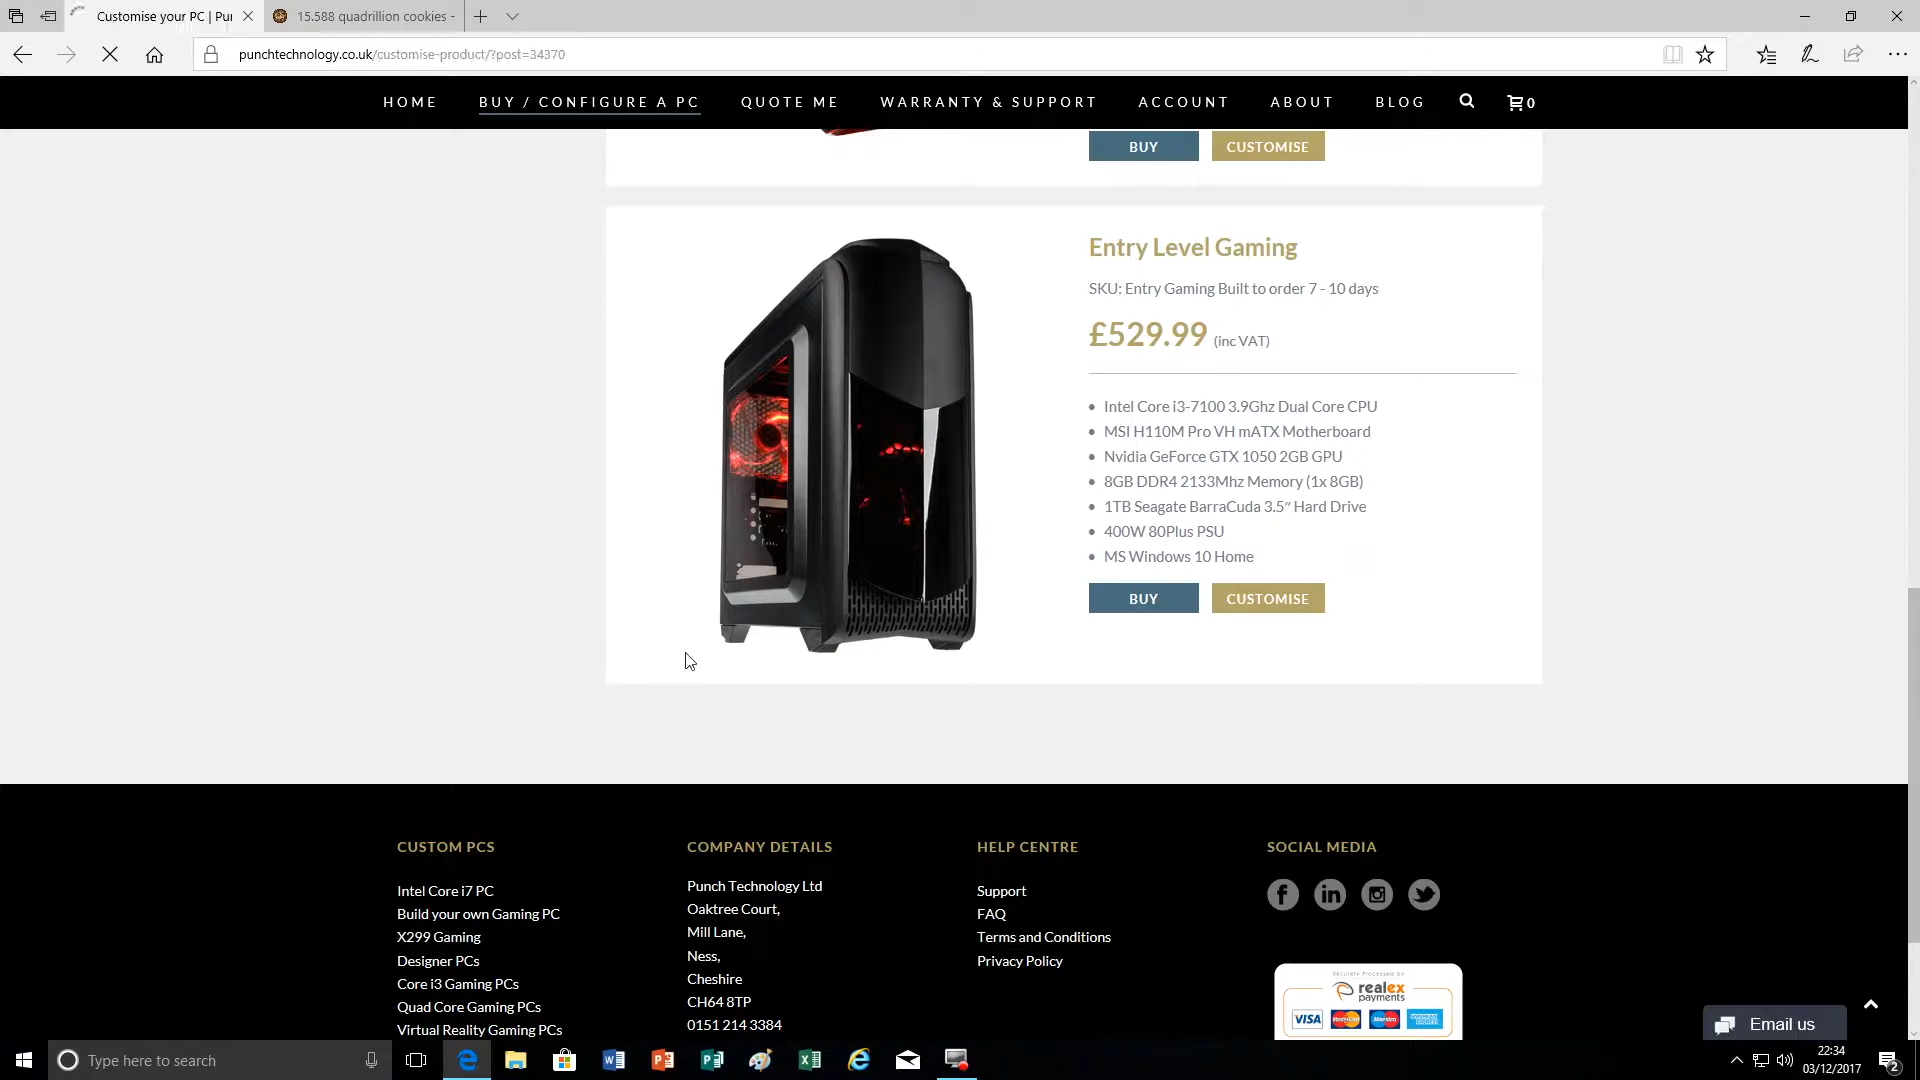 Customise your PC | Pur
15.588 quadrillion cookies -
punchtechnology.co.uk/customise-product/?post=34370
HOME
BUY / CONFIGURE A PC
QUOTE ME
WARRANTY & SUPPORT
ACCOUNT
ABOUT
BLOG
0
BUY
CUSTOMISE
Entry Level Gaming
SKU: Entry Gaming Built to order 7 - 10 days
£529.99 (inc VAT)
Intel Core i3-7100 3.9Ghz Dual Core CPU
MSI H110M Pro VH mATX Motherboard
Nvidia GeForce GTX 1050 2GB GPU
8GB DDR4 2133Mhz Memory (1x 8GB)
1TB Seagate BarraCuda 3.5″ Hard Drive
400W 80Plus PSU
MS Windows 10 Home
BUY
CUSTOMISE
CUSTOM PCS
Intel Core i7 PC
Build your own Gaming PC
X299 Gaming
Designer PCs
Core i3 Gaming PCs
Quad Core Gaming PCs
Virtual Reality Gaming PCs
COMPANY DETAILS
Punch Technology Ltd
Oaktree Court,
Mill Lane,
Ness,
Cheshire
CH64 8TP
0151 214 3384
HELP CENTRE
Support
FAQ
Terms and Conditions
Privacy Policy
SOCIAL MEDIA
Securely Processed by
realex
payments
VISA
MasterCard
Maestro
AMERICAN EXPRESS
Email us
Type here to search
22:34
03/12/2017
2